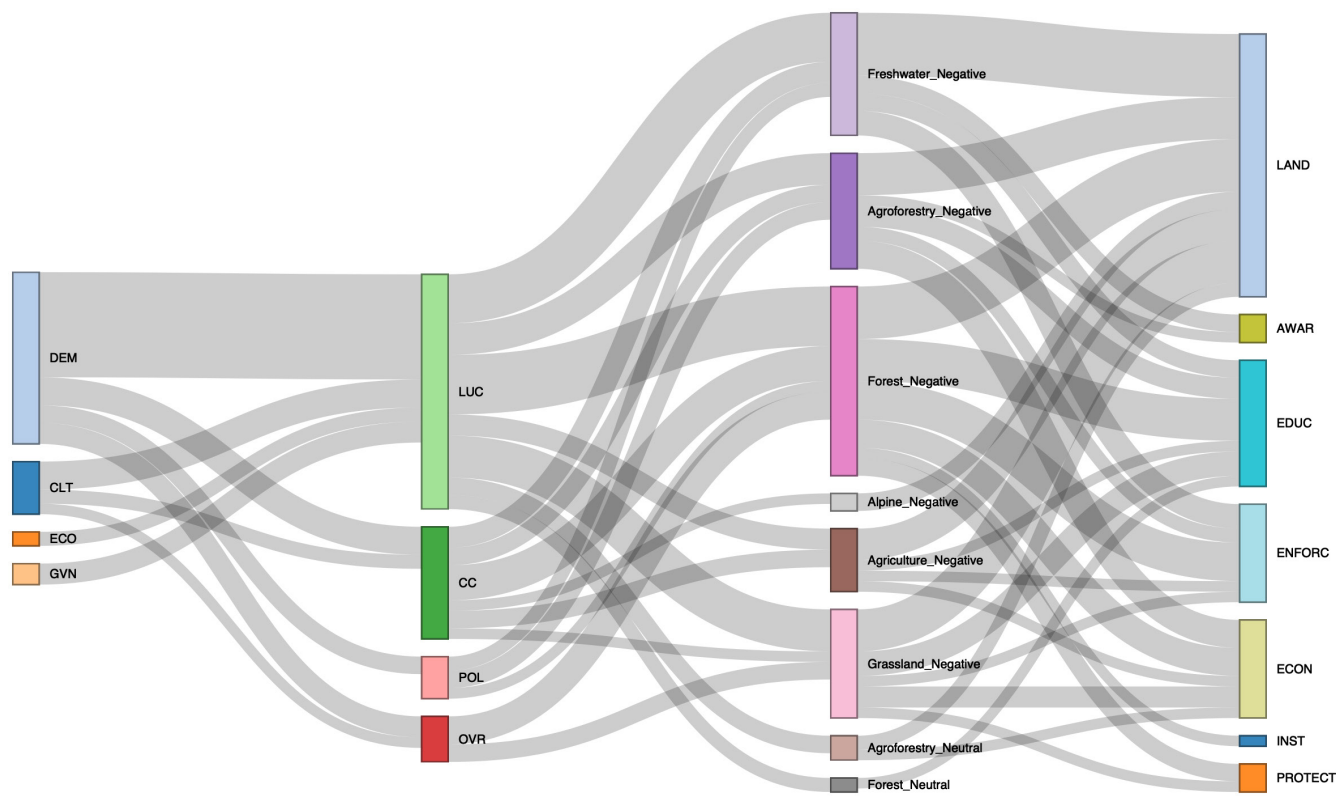 DEM
CLT
ECO
GVN
LUC
CC
POL
OVR
Freshwater_Negative
Agroforestry_Negative
Forest_Negative
Alpine_Negative
Agriculture_Negative
Grassland_Negative
Agroforestry_Neutral
Forest_Neutral
LAND
AWAR
EDUC
ENFORC
ECON
INST
PROTECT